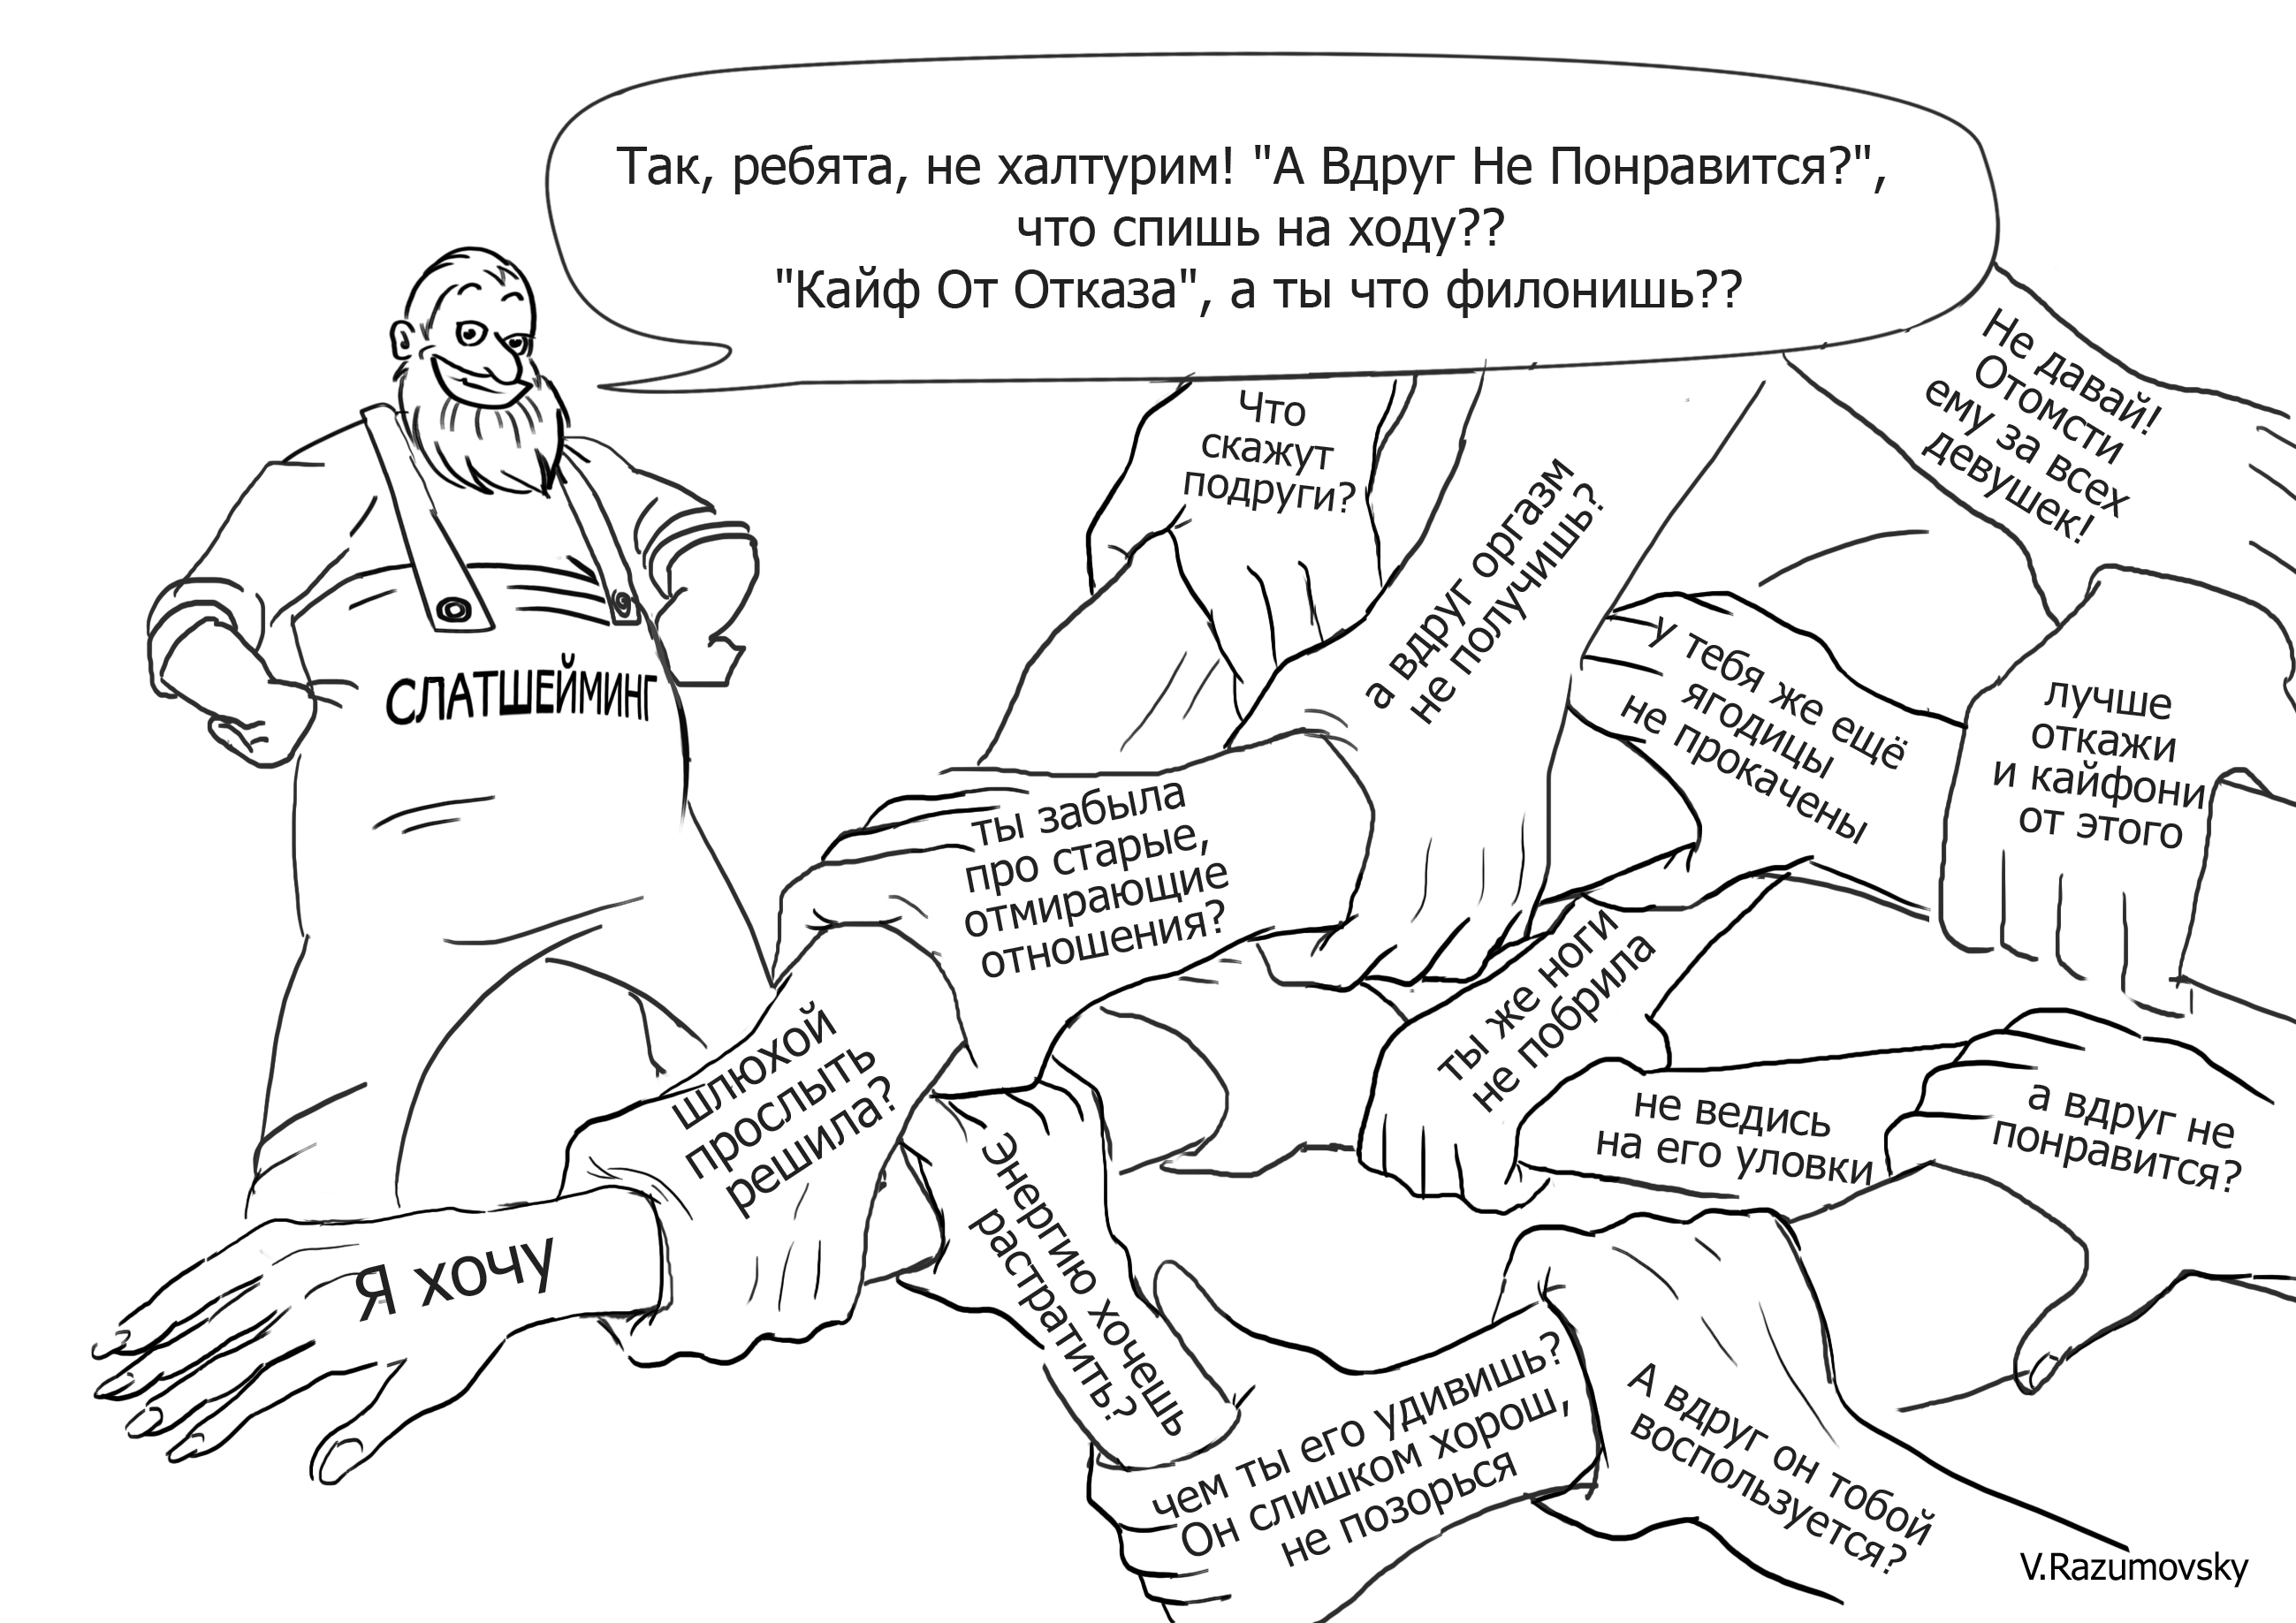 Так, ребята, не халтурим! "А Вдруг Не Понравится?",
что спишь на ходу??
"Кайф От Отказа", а ты что филонишь??
СЛАТШЕЙМИНГ
Что
скажут
подруги?
Не давай!
Отомсти
ему за всех
девушек!
а вдруг оргазм
не получишь?
у тебя же ещё
ягодицы
не прокачены
лучше
откажи
и кайфони
от этого
ты забыла
про старые,
отмирающие
отношения?
ты же ноги
не побрила
шлюхой
прослыть
решила?
не ведись
на его уловки
а вдруг не
понравится?
Энергию хочешь
растратить?
Я хочу
чем ты его удивишь?
Он слишком хорош,
не позорься
А вдруг он тобой
воспользуется?
V.Razumovsky